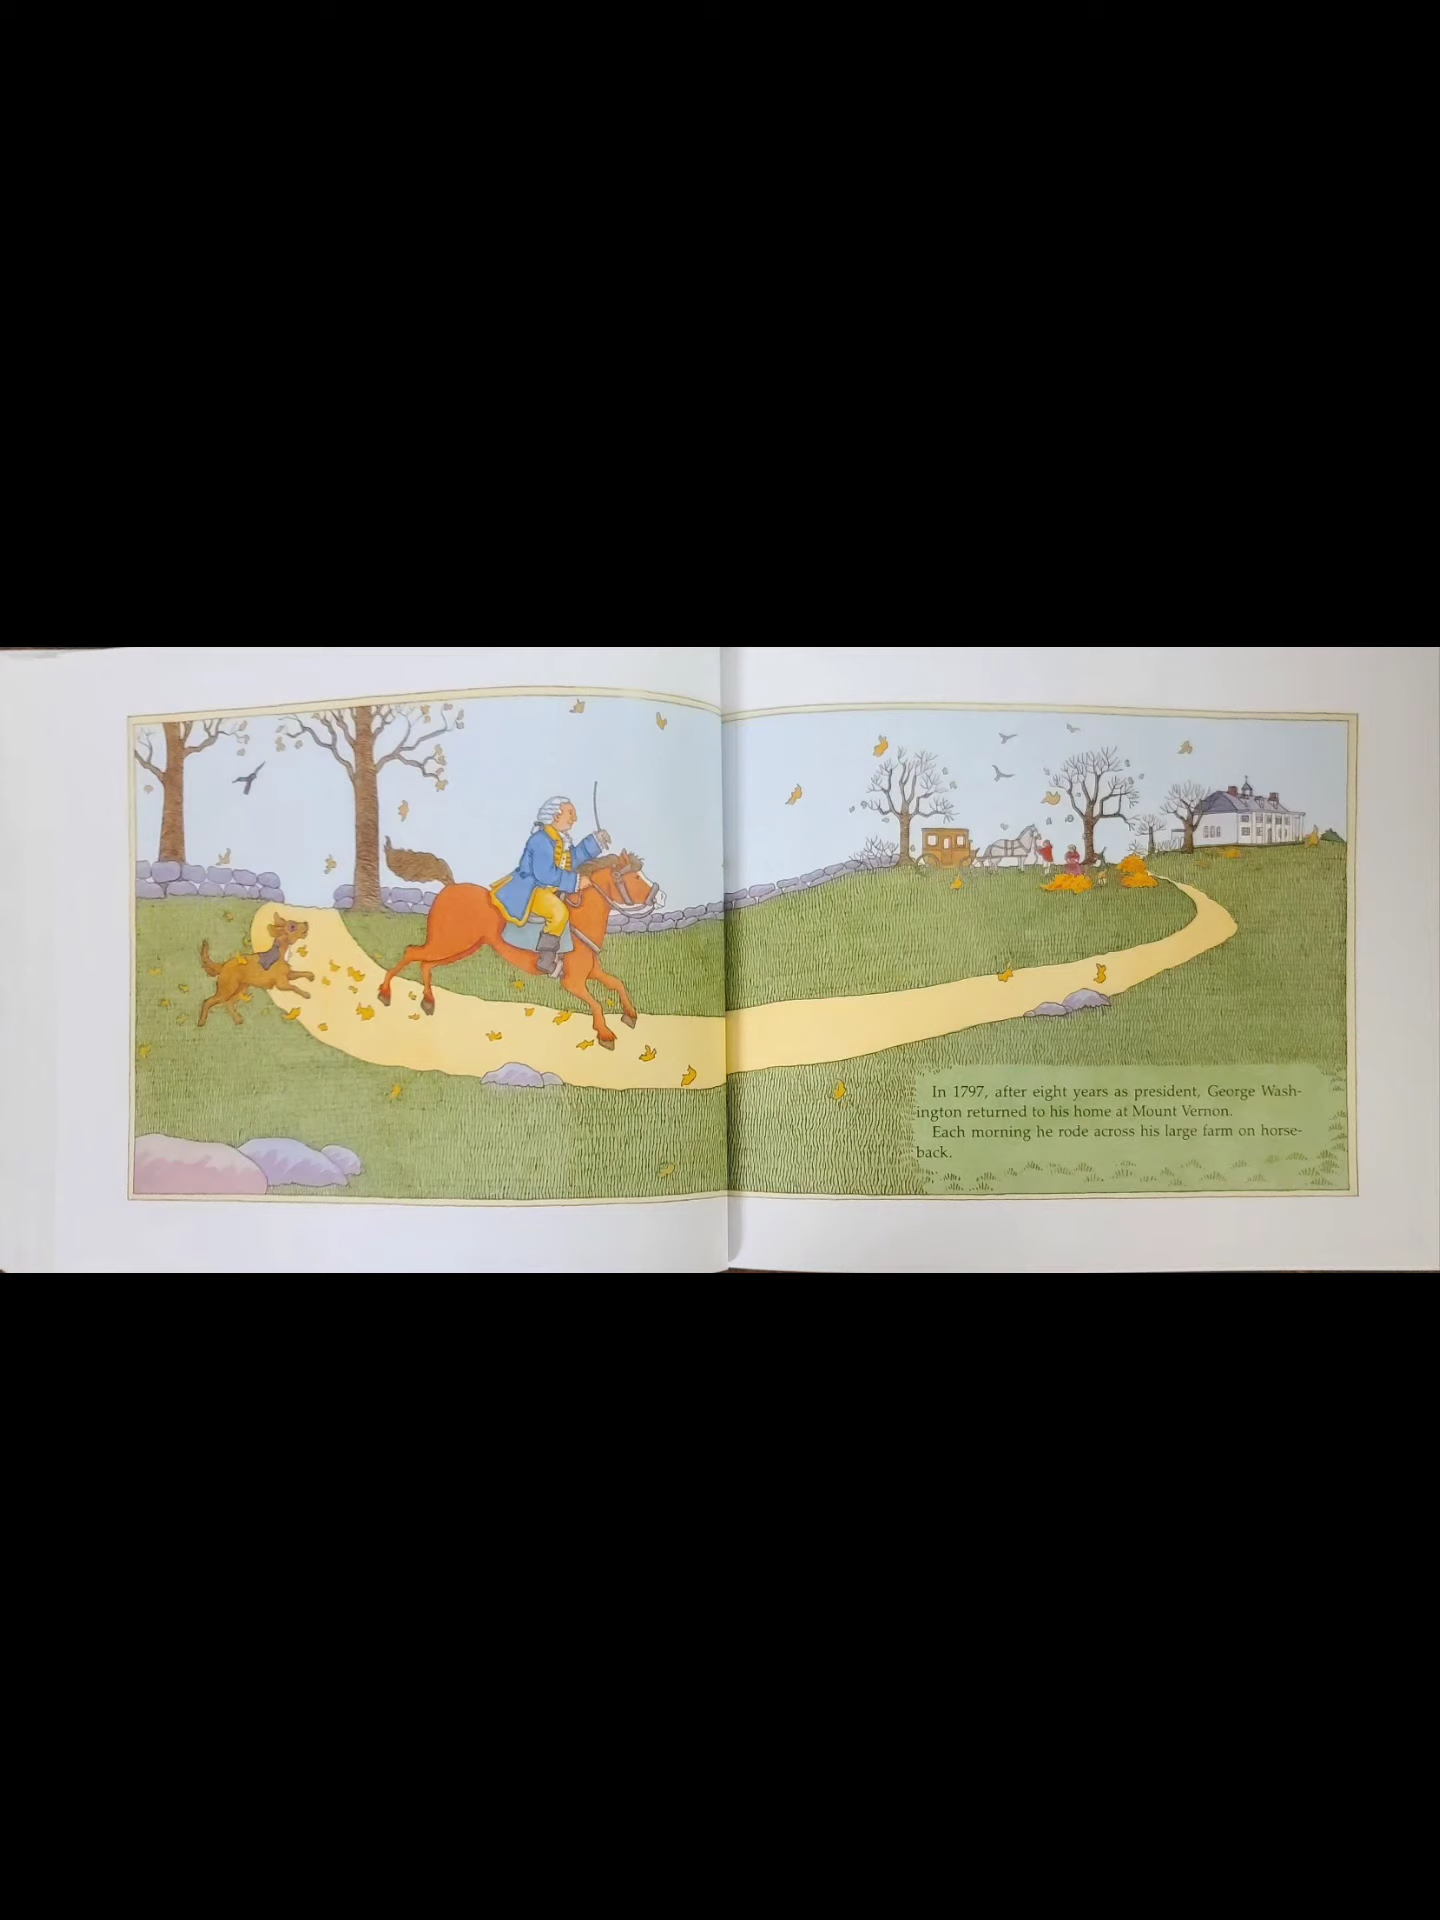 In 1797, after eight years as president, George Wash-
ington returned to his home at Mount Vernon.
Each morning he rode across his large farm on horse-
back.